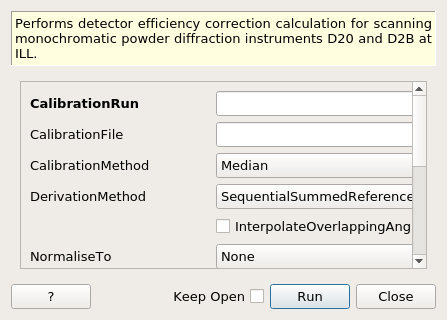 Performs detector efficiency correction calculation for scanning
monochromatic powder diffraction instruments D20 and D2B at
ILL.
CalibrationRun
CalibrationFile
CalibrationMethod Median
DerivationMethod SequentialSummedReference
InterpolateOverlappingAng
NormaliseTo None
? Keep Open Run Close